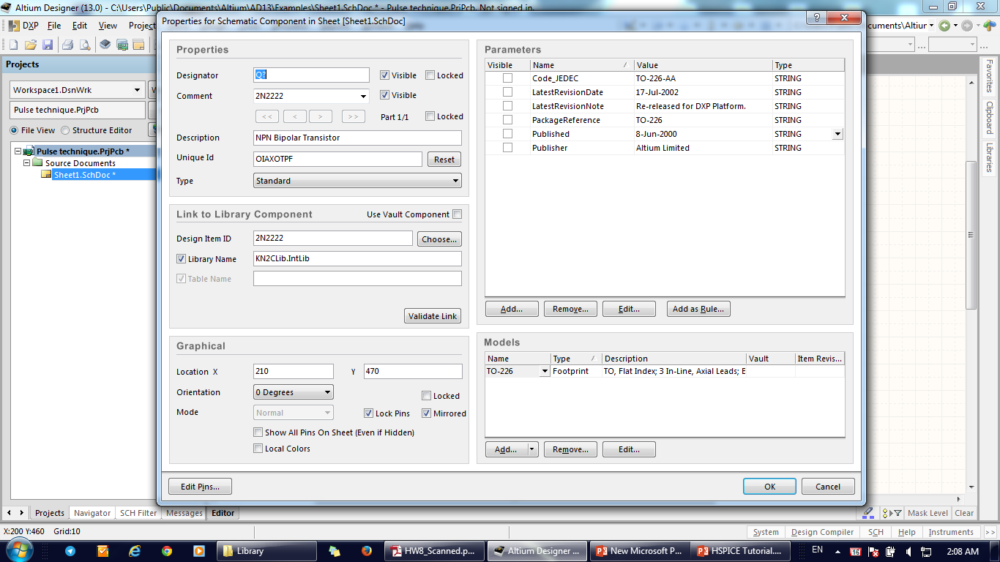 Altium Designer (13.0) - C:\Users\Public\Documents\Altium\AD13\Examples\Sheet1.SchDoc * - Pulse technique.PrjPcb. Not signed in.
DXP File Edit View Project
cuments\Altiur
Properties for Schematic Component in Sheet [Sheet1.SchDoc]
Projects
Workspace1.DsnWrk
Pulse technique.PrjPcb
File View Structure Editor
Pulse technique.PrjPcb *
Source Documents
Sheet1.SchDoc *
Properties
Designator Q? Visible Locked
Comment 2N2222 Visible
<< < > >> Part 1/1 Locked
Description NPN Bipolar Transistor
Unique Id OIAXOTPF Reset
Type Standard
Link to Library Component Use Vault Component
Design Item ID 2N2222 Choose...
Library Name KN2CLib.IntLib
Table Name
Validate Link
Graphical
Location X 210 Y 470
Orientation 0 Degrees Locked
Mode Normal Lock Pins Mirrored
Show All Pins On Sheet (Even if Hidden)
Local Colors
Parameters
Visible Name Value Type
Code_JEDEC TO-226-AA STRING
LatestRevisionDate 17-Jul-2002 STRING
LatestRevisionNote Re-released for DXP Platform. STRING
PackageReference TO-226 STRING
Published 8-Jun-2000 STRING
Publisher Altium Limited STRING
Add... Remove... Edit... Add as Rule...
Models
Name Type Description Vault Item Revis...
TO-226 Footprint TO, Flat Index; 3 In-Line, Axial Leads; E
Add... Remove... Edit...
Edit Pins... OK Cancel
Favorites
Clipboard
Libraries
Projects Navigator SCH Filter Messages Editor
Mask Level Clear
X:200 Y:460 Grid:10
System Design Compiler SCH Help Instruments >>
Library
HW8_Scanned.p...
Altium Designer ...
New Microsoft P...
HSPICE Tutorial....
EN
16
2:08 AM